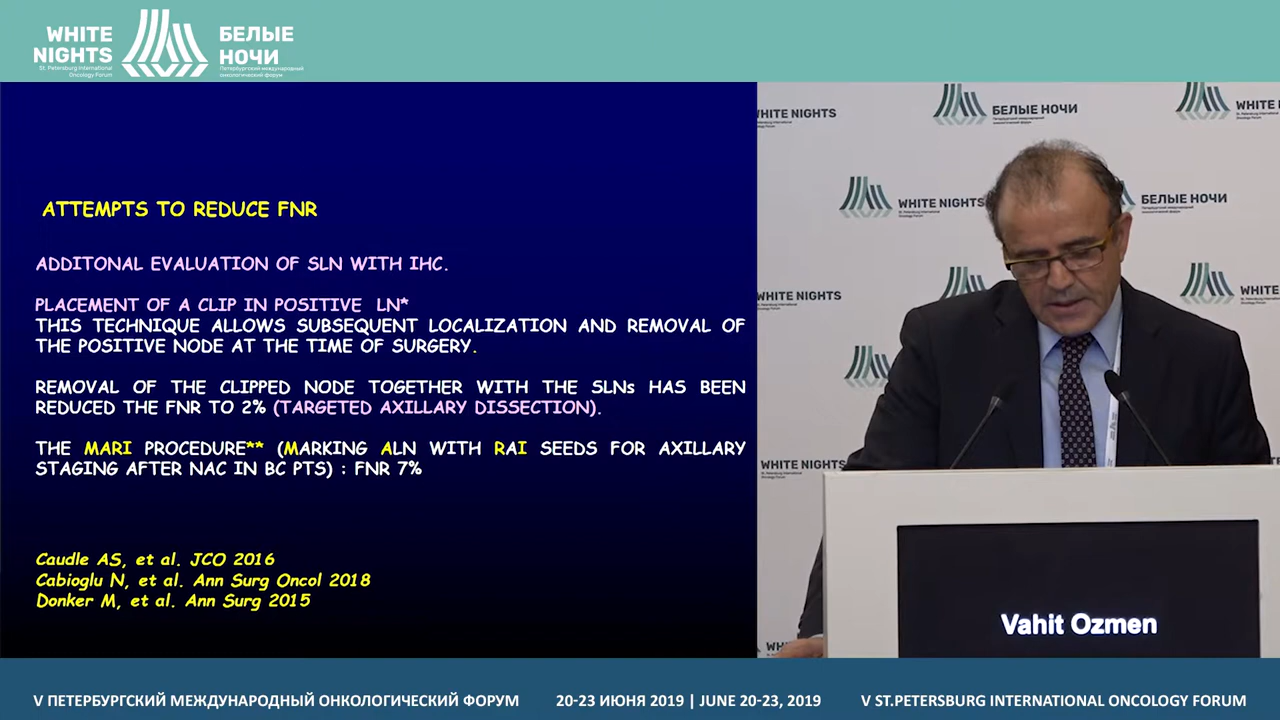 WHITE
NIGHTS
St. Petersburg International
Oncology Forum
БЕЛЫЕ
НОЧИ
Петербургский международный
онкологический форум
ATTEMPTS TO REDUCE FNR
ADDITONAL EVALUATION OF SLN WITH IHC.
PLACEMENT OF A CLIP IN POSITIVE LN*
THIS TECHNIQUE ALLOWS SUBSEQUENT LOCALIZATION AND REMOVAL OF
THE POSITIVE NODE AT THE TIME OF SURGERY.
REMOVAL OF THE CLIPPED NODE TOGETHER WITH THE SLNs HAS BEEN
REDUCED THE FNR TO 2% (TARGETED AXILLARY DISSECTION).
THE MARI PROCEDURE** (MARKING ALN WITH RAI SEEDS FOR AXILLARY
STAGING AFTER NAC IN BC PTS) : FNR 7%
Caudle AS, et al. JCO 2016
Cabioglu N, et al. Ann Surg Oncol 2018
Donker M, et al. Ann Surg 2015
WHITE NIGHTS
БЕЛЫЕ НОЧИ
WHITE NIGHTS
БЕЛЫЕ НОЧИ
WHITE NIGHTS
WHITE NIGHTS
Vahit Ozmen
V ПЕТЕРБУРГСКИЙ МЕЖДУНАРОДНЫЙ ОНКОЛОГИЧЕСКИЙ ФОРУМ
20-23 ИЮНЯ 2019 | JUNE 20-23, 2019
V ST.PETERSBURG INTERNATIONAL ONCOLOGY FORUM